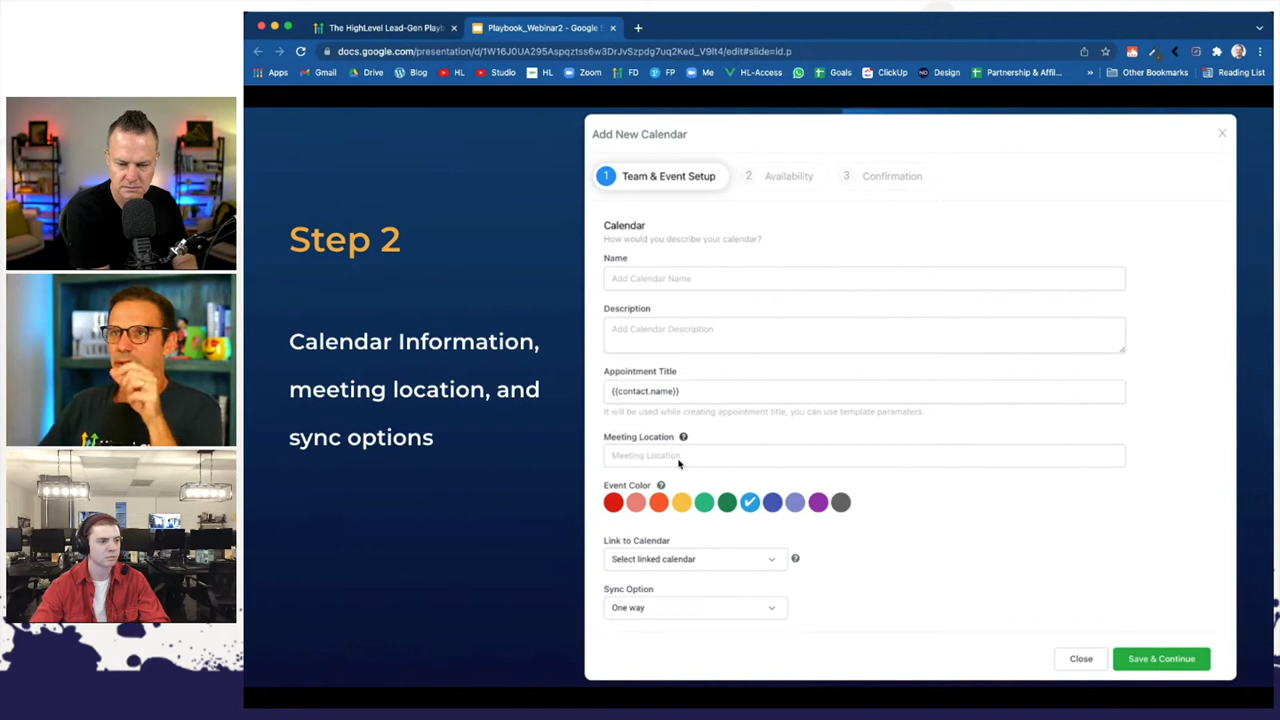 The HighLevel Lead-Gen Playb
Playbook_Webinar2 - Google S
docs.google.com/presentation/d/1W16J0UA295Aspqztss6w3DrJvSzpdg7uq2Ked_V9It4/edit#slide=id.p
Apps
Gmail
Drive
Blog
HL
Studio
HL
Zoom
FD
FP
Me
HL-Access
Goals
ClickUp
Design
Partnership & Affil...
»
Other Bookmarks
Reading List
Step 2
Calendar Information,
meeting location, and
sync options
Add New Calendar
1 Team & Event Setup
2 Availability
3 Confirmation
Calendar
How would you describe your calendar?
Name
Add Calendar Name
Description
Add Calendar Description
Appointment Title
{{contact.name}}
It will be used while creating appointment title, you can use template paramaters.
Meeting Location
Meeting Location
Event Color
Link to Calendar
Select linked calendar
Sync Option
One way
Close
Save & Continue